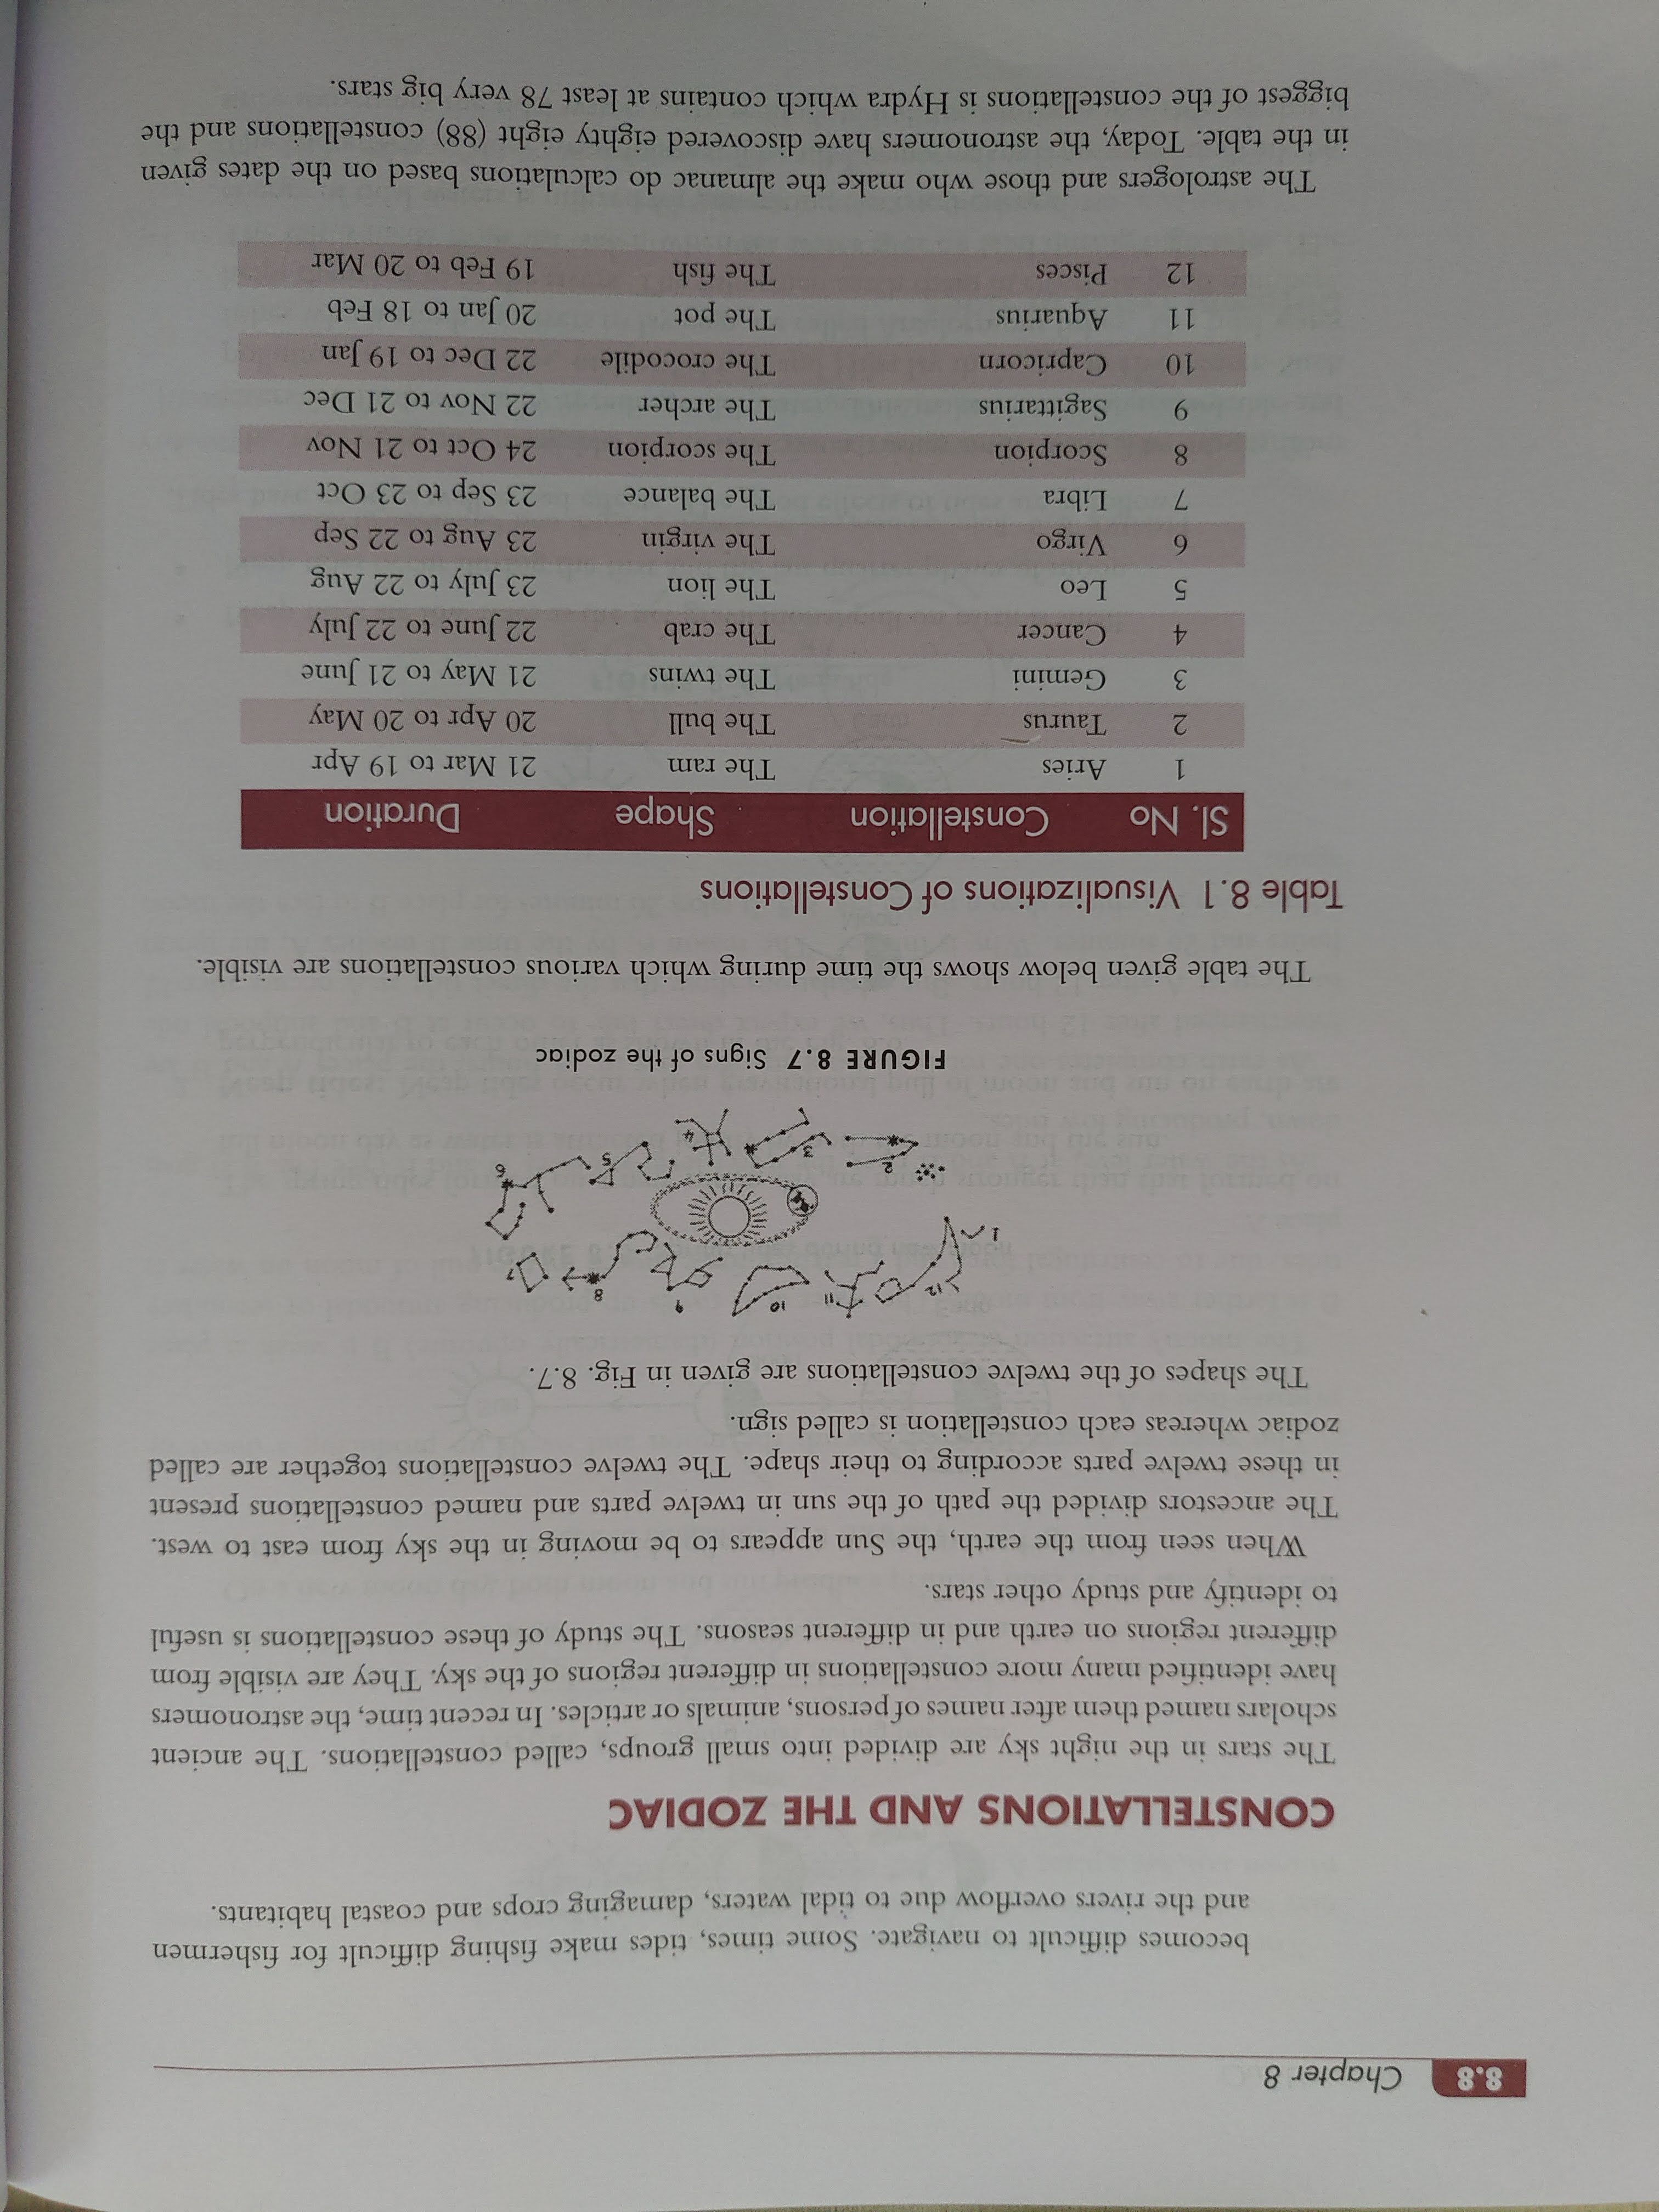 8.8 Chapter 8
becomes difficult to navigate. Some times, tides make fishing difficult for fishermen
and the rivers overflow due to tidal waters, damaging crops and coastal habitants.
CONSTELLATIONS AND THE ZODIAC
The stars in the night sky are divided into small groups, called constellations. The ancient
scholars named them after names of persons, animals or articles. In recent time, the astronomers
have identified many more constellations in different regions of the sky. They are visible from
different regions on earth and in different seasons. The study of these constellations is useful
to identify and study other stars.
When seen from the earth, the Sun appears to be moving in the sky from east to west.
The ancestors divided the path of the sun in twelve parts and named constellations present
in these twelve parts according to their shape. The twelve constellations together are called
zodiac whereas each constellation is called sign.
The shapes of the twelve constellations are given in Fig. 8.7.
12 11 10 9 8 7
1
2 3 4 5 6
FIGURE 8.7 Signs of the zodiac
The table given below shows the time during which various constellations are visible.
Table 8.1 Visualizations of Constellations
Sl. No Constellation Shape Duration
1 Aries The ram 21 Mar to 19 Apr
2 Taurus The bull 20 Apr to 20 May
3 Gemini The twins 21 May to 21 June
4 Cancer The crab 22 June to 22 July
5 Leo The lion 23 July to 22 Aug
6 Virgo The virgin 23 Aug to 22 Sep
7 Libra The balance 23 Sep to 23 Oct
8 Scorpion The scorpion 24 Oct to 21 Nov
9 Sagittarius The archer 22 Nov to 21 Dec
10 Capricorn The crocodile 22 Dec to 19 Jan
11 Aquarius The pot 20 Jan to 18 Feb
12 Pisces The fish 19 Feb to 20 Mar
The astrologers and those who make the almanac do calculations based on the dates given
in the table. Today, the astronomers have discovered eighty eight (88) constellations and the
biggest of the constellations is Hydra which contains at least 78 very big stars.